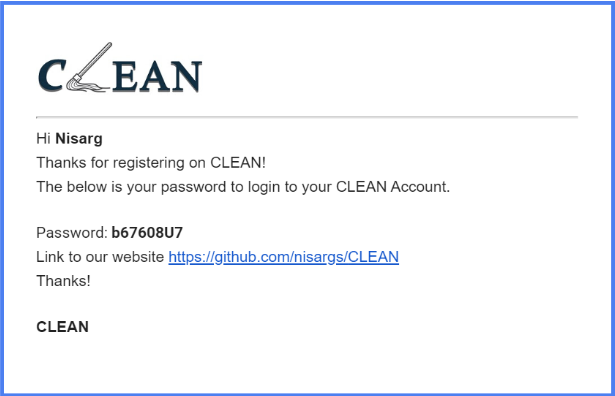 CLEAN
Hi Nisarg
Thanks for registering on CLEAN!
The below is your password to login to your CLEAN Account.
Password: b67608U7
Link to our website https://github.com/nisargs/CLEAN
Thanks!
CLEAN